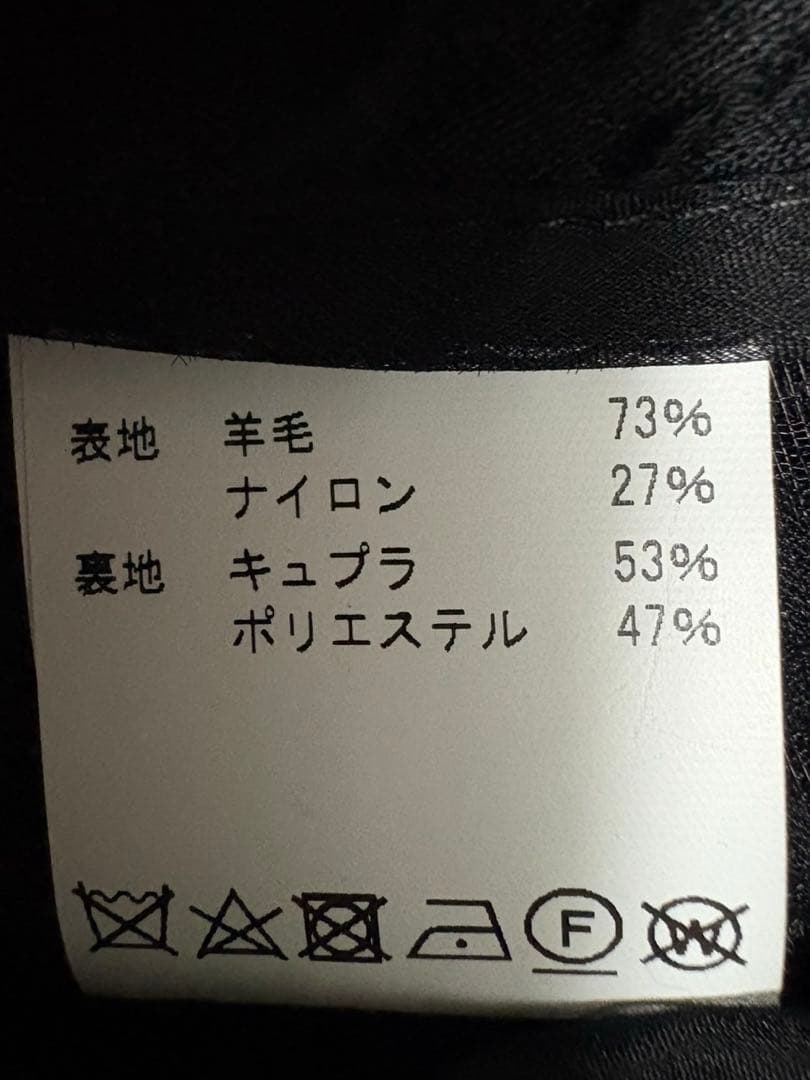 表地 羊毛 73%
ナイロン 27%
裏地 キュプラ 53%
ポリエステル 47%
F W